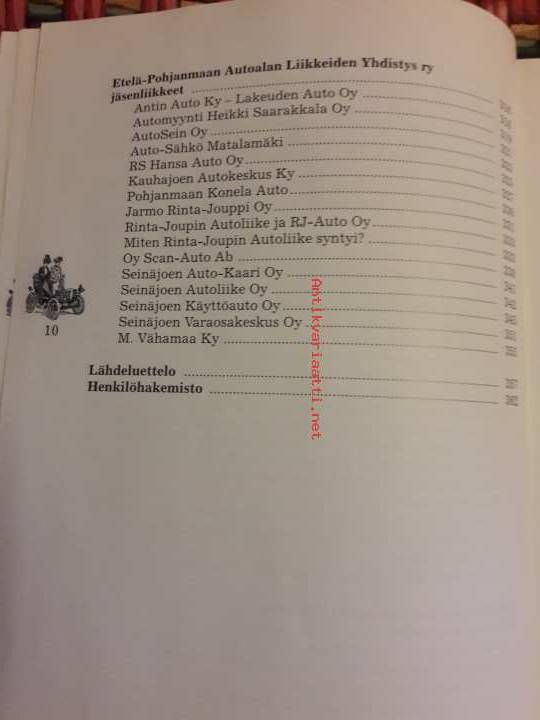 Etelä-Pohjanmaan Autoalan Liikkeiden Yhdistys ry
jäsenliikkeet
Antin Auto Ky – Lakeuden Auto Oy
Automyynti Heikki Saarakkala Oy
AutoSein Oy
Auto-Sähkö Matalamäki
RS Hansa Auto Oy
Kauhajoen Autokeskus Ky
Pohjanmaan Konela Auto
Jarmo Rinta-Jouppi Oy
Rinta-Joupin Autoliike ja RJ-Auto Oy
Miten Rinta-Joupin Autoliike syntyi?
Oy Scan-Auto Ab
Seinäjoen Auto-Kaari Oy
Seinäjoen Autoliike Oy
Seinäjoen Käyttöauto Oy
Seinäjoen Varaosakeskus Oy
M. Vähamaa Ky
10
Lähdeluettelo
Henkilöhakemisto
Antikvariaatti.net